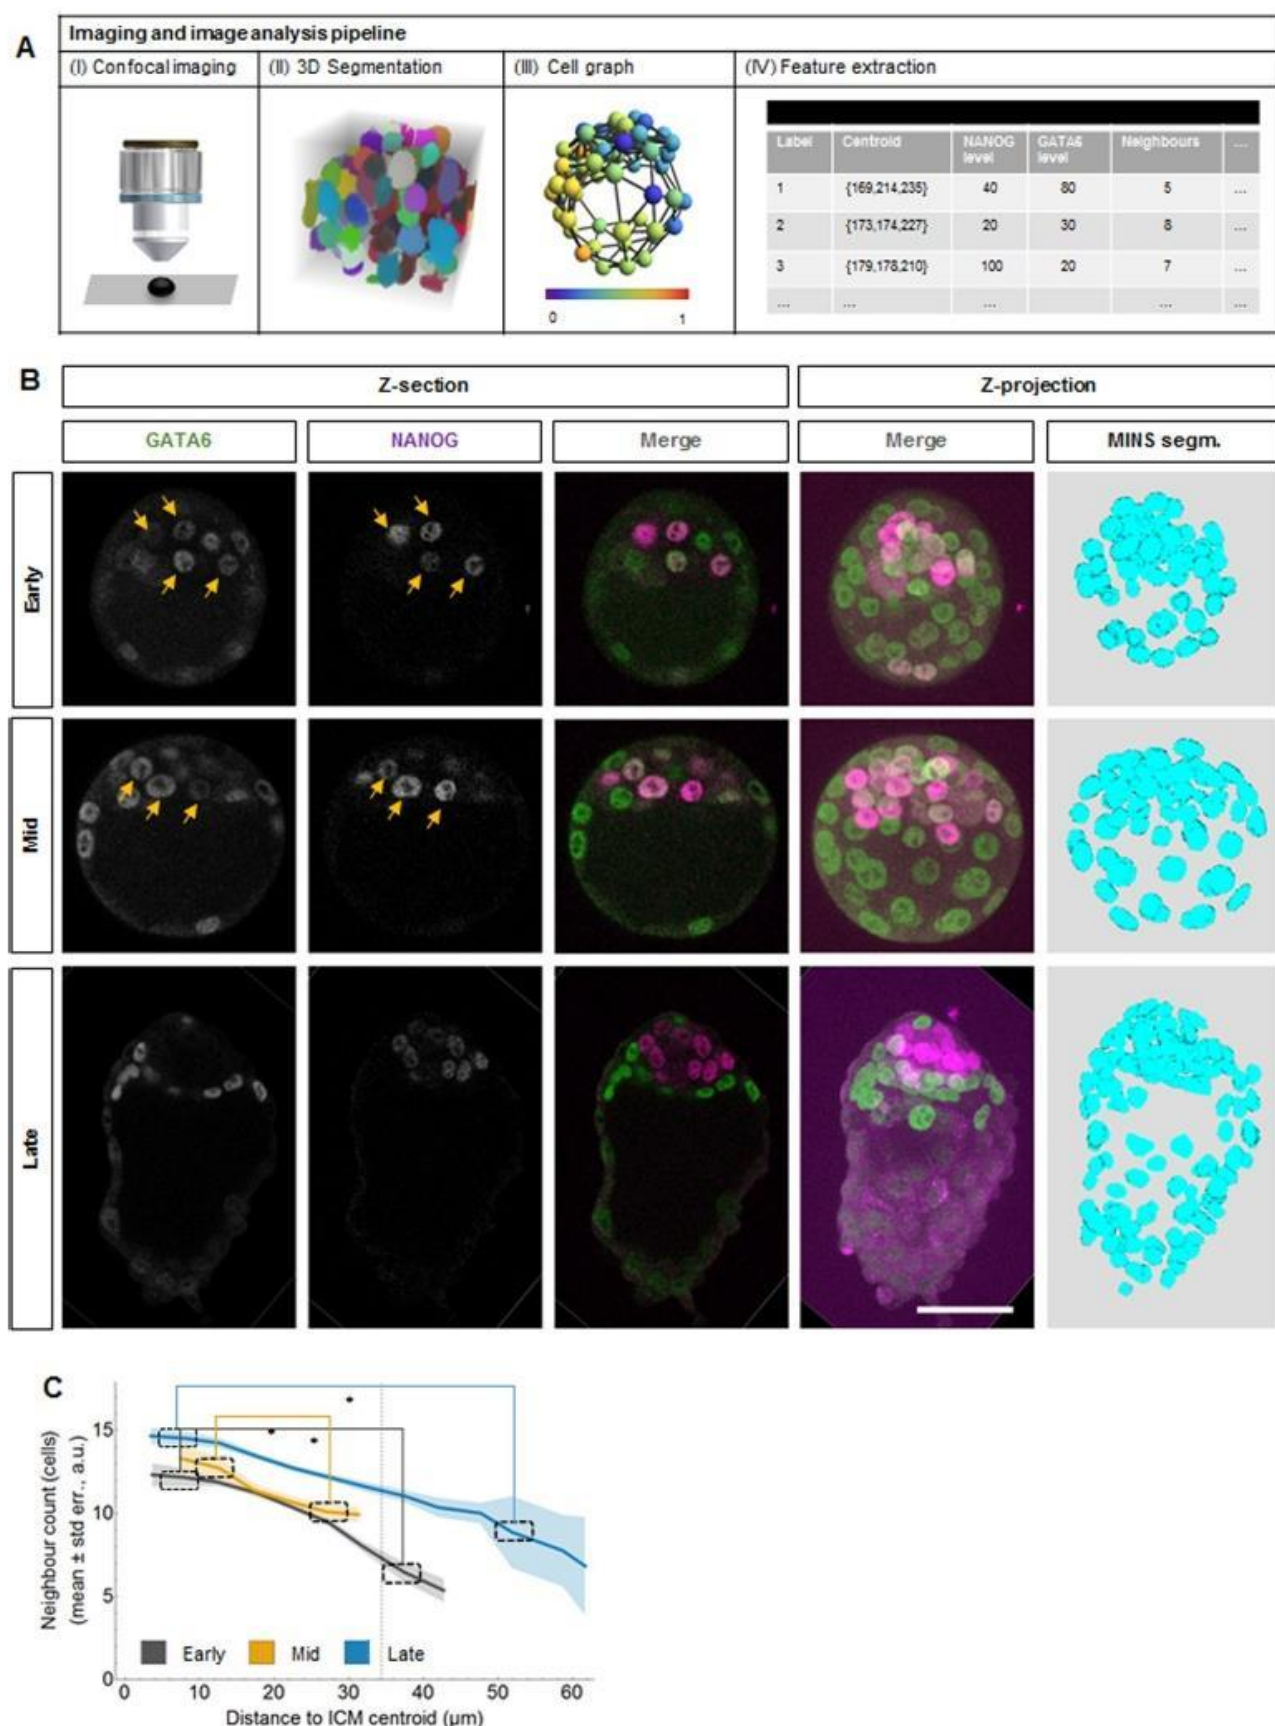 A
Imaging and image analysis pipeline
(I) Confocal imaging
(II) 3D Segmentation
(III) Cell graph
(IV) Feature extraction
0 1
Label Centroid NANOG level GATA6 level Neighbours ...
1 {169,214,235} 40 80 5 ...
2 {173,174,227} 20 30 8 ...
3 {179,178,210} 100 20 7 ...
... ... ... ... ...
B
Z-section Z-projection
GATA6 NANOG Merge Merge MINS segm.
Early
Mid
Late
C
Neighbour count (cells)
(mean ± std err., a.u.)
15
10
5
0
Early Mid Late
0 10 20 30 40 50 60
Distance to ICM centroid (µm)